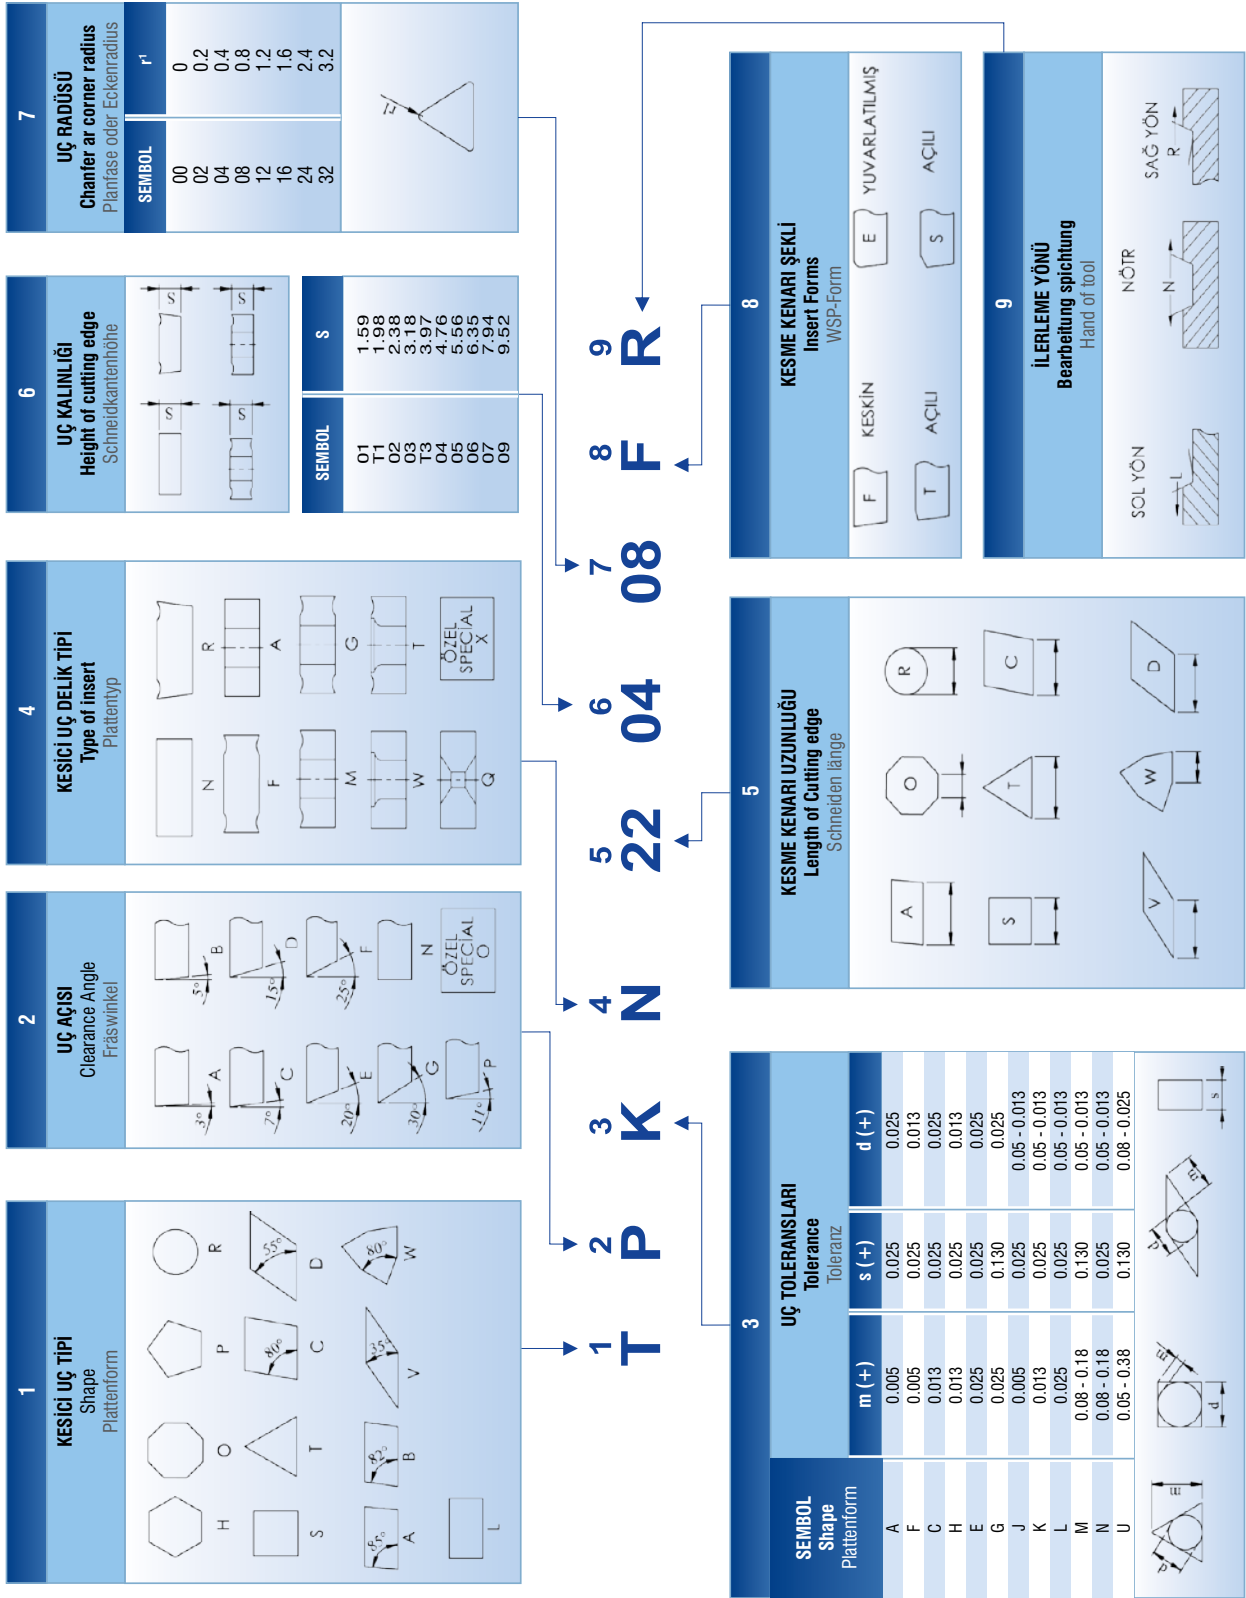 1
KESİCİ UÇ TİPİ
Shape
Plattenform
H
O
P
R
S
T
80°
C
55°
D
85°
A
82°
B
35°
V
80°
W
L
2
UÇ AÇISI
Clearance Angle
Fräswinkel
3°
A
5°
B
7°
C
15°
D
20°
E
25°
F
30°
G
N
11°
P
ÖZEL
SPECIAL
O
4
KESİCİ UÇ DELİK TİPİ
Type of insert
Plattentyp
N
R
F
A
M
G
W
T
Q
ÖZEL
SPECIAL
X
6
UÇ KALINLIĞI
Height of cutting edge
Schneidkantenhöhe
S
S
S
S
SEMBOL S
01 1.59
T1 1.98
02 2.38
03 3.18
T3 3.97
04 4.76
05 5.56
06 6.35
07 7.94
09 9.52
7
UÇ RADÜSÜ
Chanfer ar corner radius
Planfase oder Eckenradius
SEMBOL r¹
00 0
02 0.2
04 0.4
08 0.8
12 1.2
16 1.6
24 2.4
32 3.2
r1
1 2 3 4 5 6 7 8 9
T P K N 22 04 08 F R
3
SEMBOL
Shape
Plattenform
UÇ TOLERANSLARI
Tolerance
Toleranz
m (+) s (+) d (+)
A 0.005 0.025 0.025
F 0.005 0.025 0.013
C 0.013 0.025 0.025
H 0.013 0.025 0.013
E 0.025 0.025 0.025
G 0.025 0.130 0.025
J 0.005 0.025 0.05 - 0.013
K 0.013 0.025 0.05 - 0.013
L 0.025 0.025 0.05 - 0.013
M 0.08 - 0.18 0.130 0.05 - 0.013
N 0.08 - 0.18 0.025 0.05 - 0.013
U 0.05 - 0.38 0.130 0.08 - 0.025
d
m
d
m
d
m
s
5
KESME KENARI UZUNLUĞU
Length of Cutting edge
Schneiden länge
A
O
R
S
T
C
V
W
D
8
KESME KENARI ŞEKLİ
Insert Forms
WSP-Form
F KESKİN
E YUVARLATILMIŞ
T AÇILI
S AÇILI
9
İLERLEME YÖNÜ
Bearbeitung spichtung
Hand of tool
SOL YÖN
NÖTR
SAĞ YÖN
L
N
R